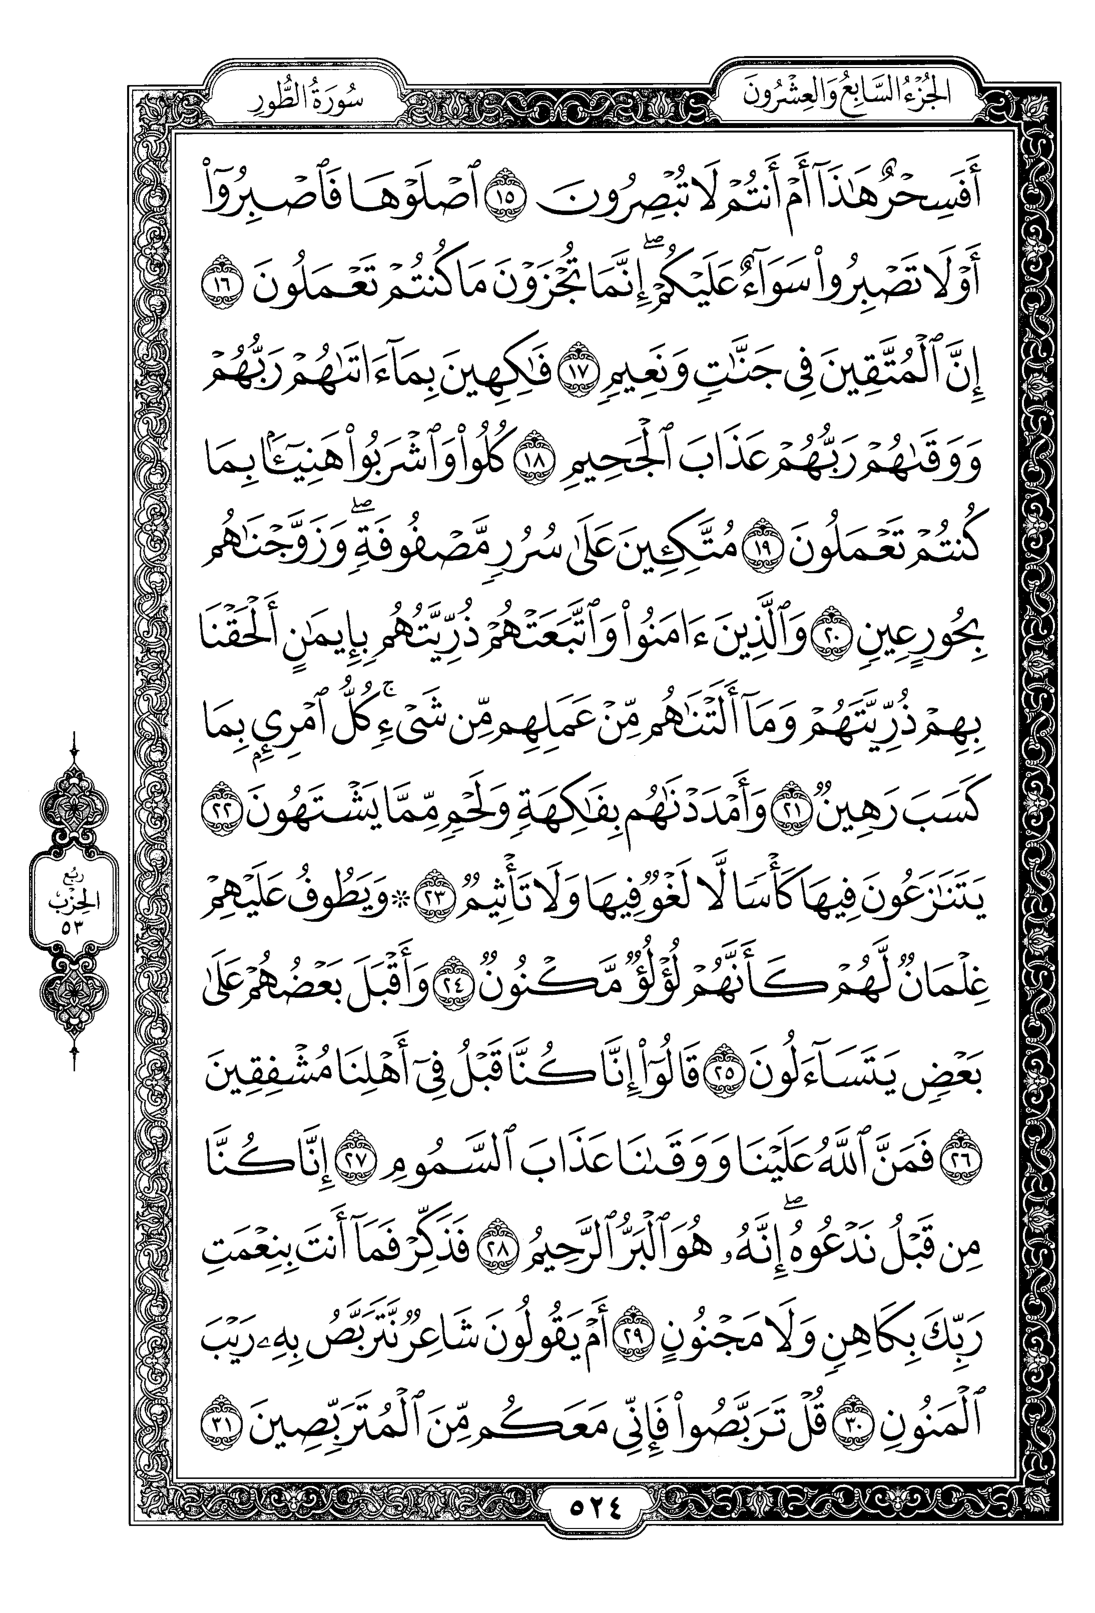 الجُزْءُ السَّابِعُ وَالعِشْرُونَ
سُورَةُ الطُّورِ
أَفَسِحْرٌ هَٰذَآ أَمْ أَنتُمْ لَا تُبْصِرُونَ ١٥ ٱصْلَوْهَا فَٱصْبِرُوٓا۟
أَوْ لَا تَصْبِرُوا۟ سَوَآءٌ عَلَيْكُمْ ۖ إِنَّمَا تُجْزَوْنَ مَا كُنتُمْ تَعْمَلُونَ ١٦
إِنَّ ٱلْمُتَّقِينَ فِى جَنَّٰتٍ وَنَعِيمٍ ١٧ فَٰكِهِينَ بِمَآ ءَاتَىٰهُمْ رَبُّهُمْ
وَوَقَىٰهُمْ رَبُّهُمْ عَذَابَ ٱلْجَحِيمِ ١٨ كُلُوا۟ وَٱشْرَبُوا۟ هَنِيٓـًٔۢا بِمَا
كُنتُمْ تَعْمَلُونَ ١٩ مُتَّكِـِٔينَ عَلَىٰ سُرُرٍ مَّصْفُوفَةٍ ۖ وَزَوَّجْنَٰهُم
بِحُورٍ عِينٍ ٢٠ وَٱلَّذِينَ ءَامَنُوا۟ وَٱتَّبَعَتْهُمْ ذُرِّيَّتُهُم بِإِيمَٰنٍ أَلْحَقْنَا
بِهِمْ ذُرِّيَّتَهُمْ وَمَآ أَلَتْنَٰهُم مِّنْ عَمَلِهِم مِّن شَىْءٍ ۚ كُلُّ ٱمْرِئٍۭ بِمَا
كَسَبَ رَهِينٌ ٢١ وَأَمْدَدْنَٰهُم بِفَٰكِهَةٍ وَلَحْمٍ مِّمَّا يَشْتَهُونَ ٢٢
يَتَنَٰزَعُونَ فِيهَا كَأْسًا لَّا لَغْوٌ فِيهَا وَلَا تَأْثِيمٌ ٢٣ ۞ وَيَطُوفُ عَلَيْهِمْ
غِلْمَانٌ لَّهُمْ كَأَنَّهُمْ لُؤْلُؤٌ مَّكْنُونٌ ٢٤ وَأَقْبَلَ بَعْضُهُمْ عَلَىٰ
بَعْضٍ يَتَسَآءَلُونَ ٢٥ قَالُوٓا۟ إِنَّا كُنَّا قَبْلُ فِىٓ أَهْلِنَا مُشْفِقِينَ
٢٦ فَمَنَّ ٱللَّهُ عَلَيْنَا وَوَقَىٰنَا عَذَابَ ٱلسَّمُومِ ٢٧ إِنَّا كُنَّا
مِن قَبْلُ نَدْعُوهُ ۖ إِنَّهُۥ هُوَ ٱلْبَرُّ ٱلرَّحِيمُ ٢٨ فَذَكِّرْ فَمَآ أَنتَ بِنِعْمَتِ
رَبِّكَ بِكَاهِنٍ وَلَا مَجْنُونٍ ٢٩ أَمْ يَقُولُونَ شَاعِرٌ نَّتَرَبَّصُ بِهِۦ رَيْبَ
ٱلْمَنُونِ ٣٠ قُلْ تَرَبَّصُوا۟ فَإِنِّى مَعَكُم مِّنَ ٱلْمُتَرَبِّصِينَ ٣١
رُبْع
الحِزْب
٥٣
٥٢٤